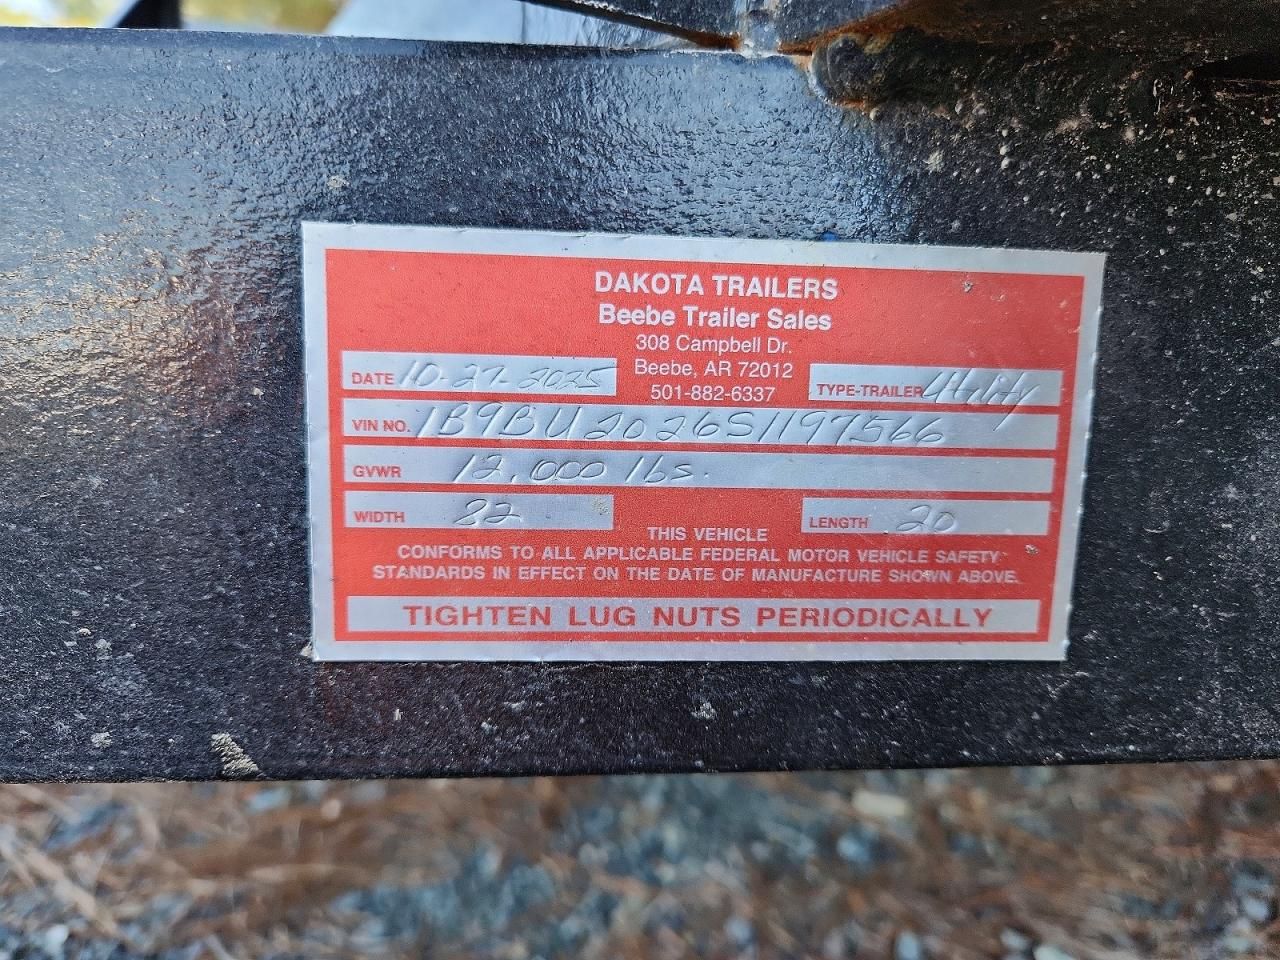 DAKOTA TRAILERS
Beebe Trailer Sales
308 Campbell Dr.
Beebe, AR 72012
501-882-6337
DATE 10-27-2025
TYPE-TRAILER Utility
VIN NO. 1B9BU2026S1197566
GVWR 12,000 lbs.
WIDTH 82
LENGTH 20
THIS VEHICLE
CONFORMS TO ALL APPLICABLE FEDERAL MOTOR VEHICLE SAFETY
STANDARDS IN EFFECT ON THE DATE OF MANUFACTURE SHOWN ABOVE.
TIGHTEN LUG NUTS PERIODICALLY